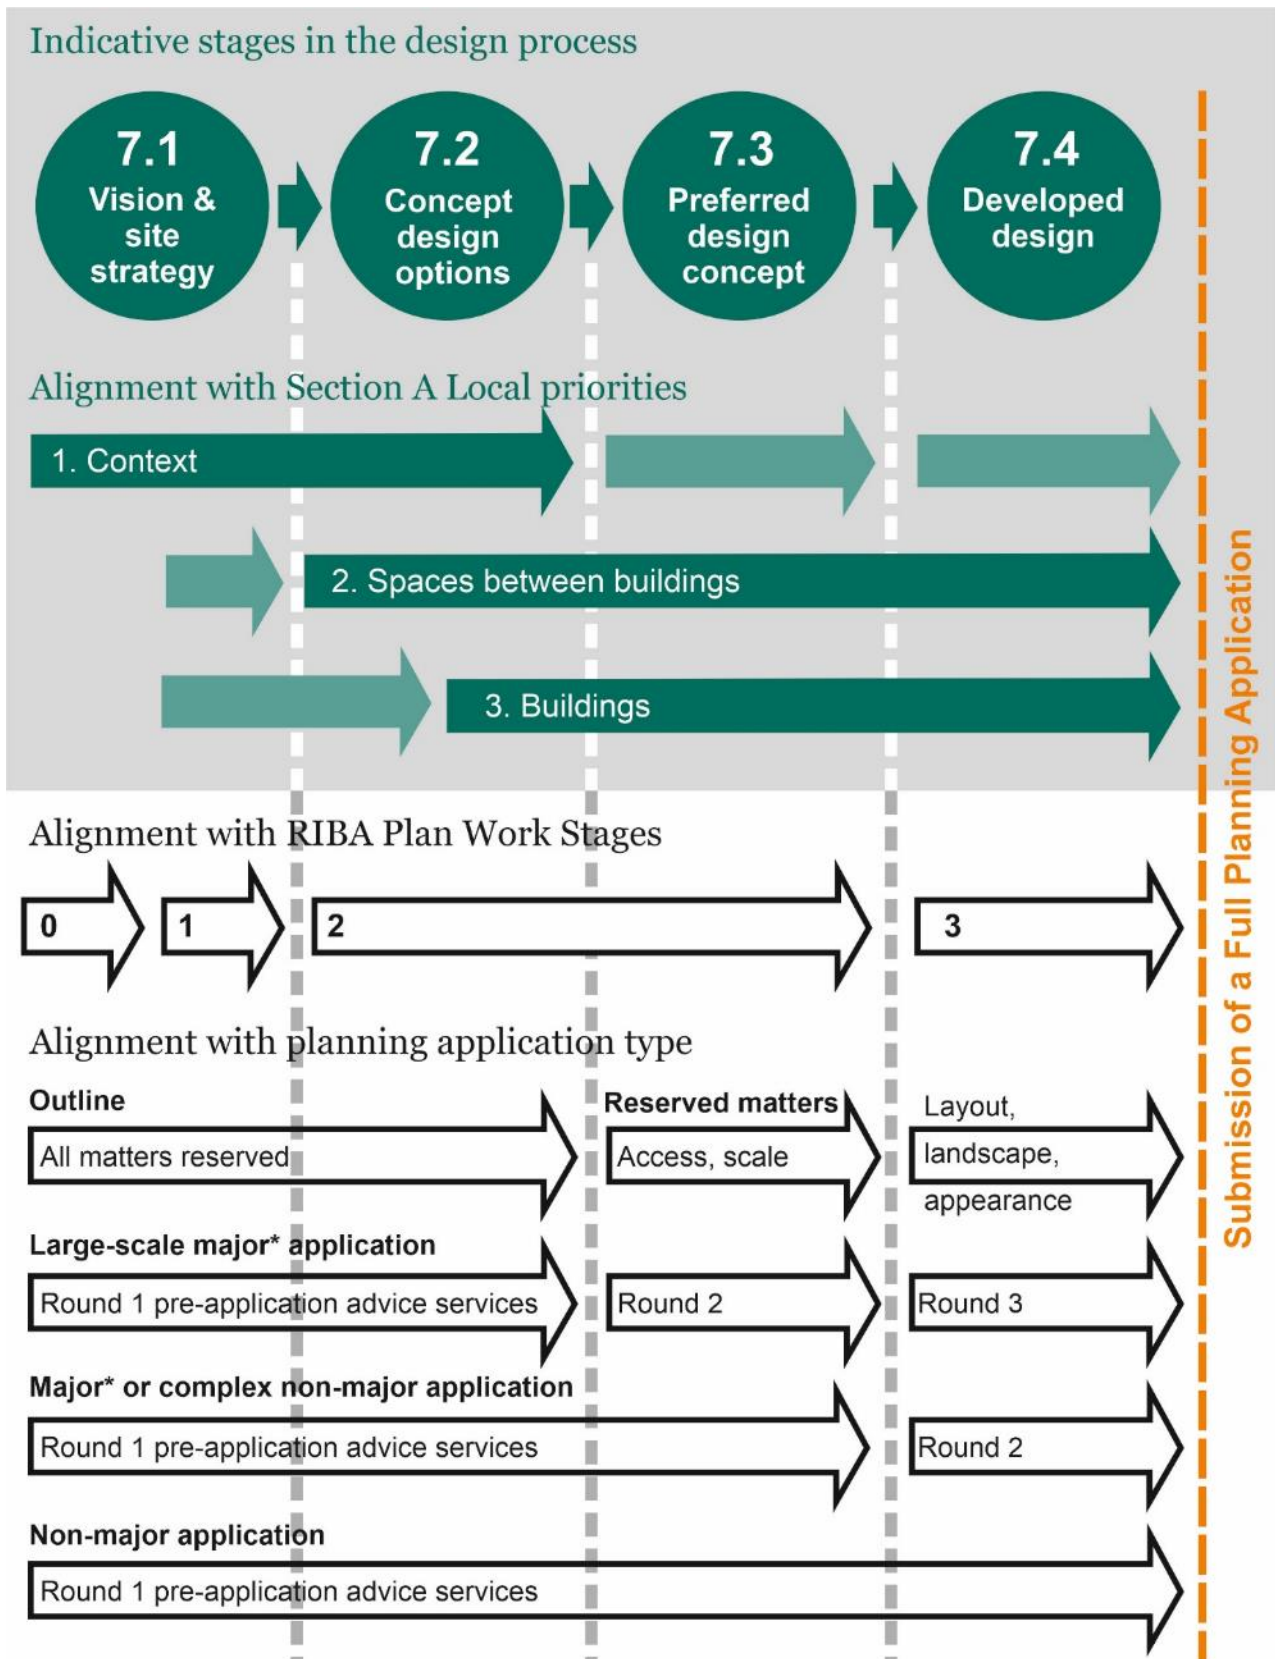 Indicative stages in the design process
7.1
Vision &
site
strategy
7.2
Concept
design
options
7.3
Preferred
design
concept
7.4
Developed
design
Alignment with Section A Local priorities
1. Context
2. Spaces between buildings
3. Buildings
Alignment with RIBA Plan Work Stages
0
1
2
3
Alignment with planning application type
Outline
All matters reserved
Reserved matters
Access, scale
Layout,
landscape,
appearance
Large-scale major* application
Round 1 pre-application advice services
Round 2
Round 3
Major* or complex non-major application
Round 1 pre-application advice services
Round 2
Non-major application
Round 1 pre-application advice services
Submission of a Full Planning Application